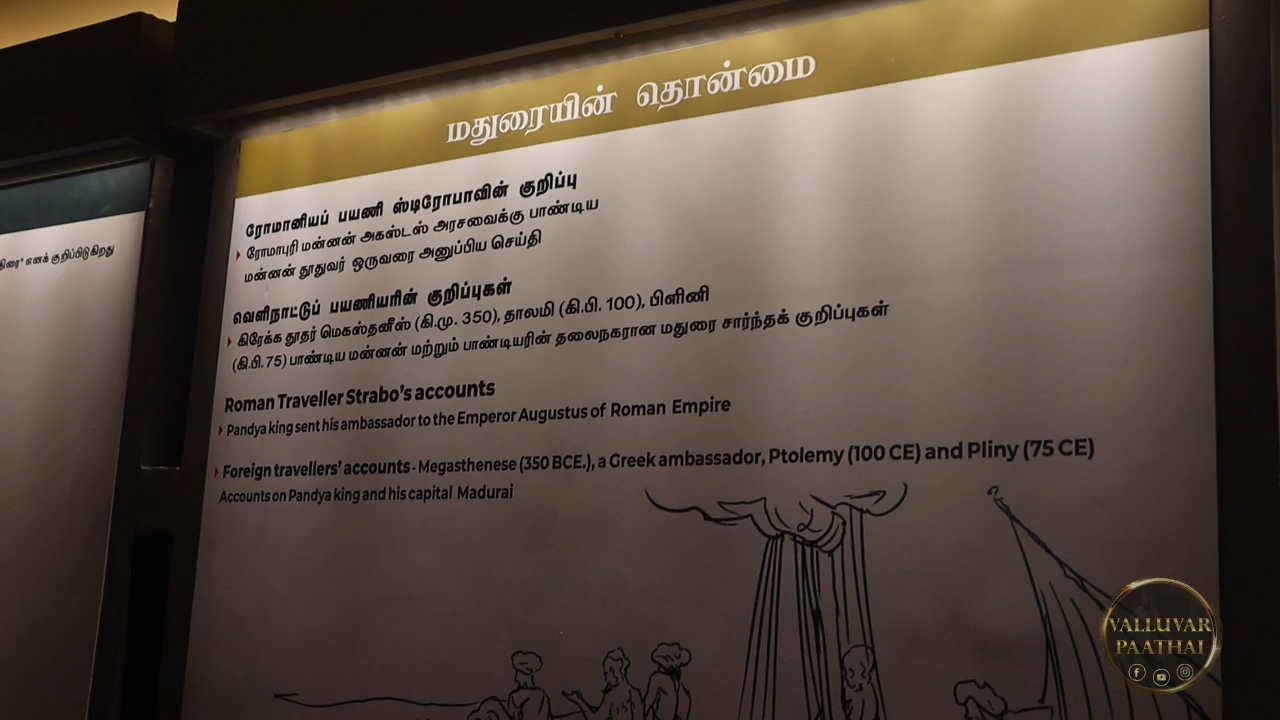 மதுரையின் தொன்மை
திரை" எனக் குறிப்பிடுகிறது
ரோமானியப் பயணி ஸ்டிரோபாவின் குறிப்பு
ரோமாபுரி மன்னன் அகஸ்டஸ் அரசவைக்கு பாண்டிய
மன்னன் தூதுவர் ஒருவரை அனுப்பிய செய்தி
வெளிநாட்டுப் பயணியரின் குறிப்புகள்
கிரேக்க தூதர் மெகஸ்தனீஸ் (கி.மு. 350), தாலமி (கி.பி. 100), பிளினி
(கி.பி. 75) பாண்டிய மன்னன் மற்றும் பாண்டியரின் தலைநகரான மதுரை சார்ந்தக் குறிப்புகள்
Roman Traveller Strabo's accounts
Pandya king sent his ambassador to the Emperor Augustus of Roman Empire
Foreign travellers' accounts - Megasthenese (350 BCE.), a Greek ambassador, Ptolemy (100 CE) and Pliny (75 CE)
Accounts on Pandya king and his capital Madurai
VALLUVAR
PAATHAI